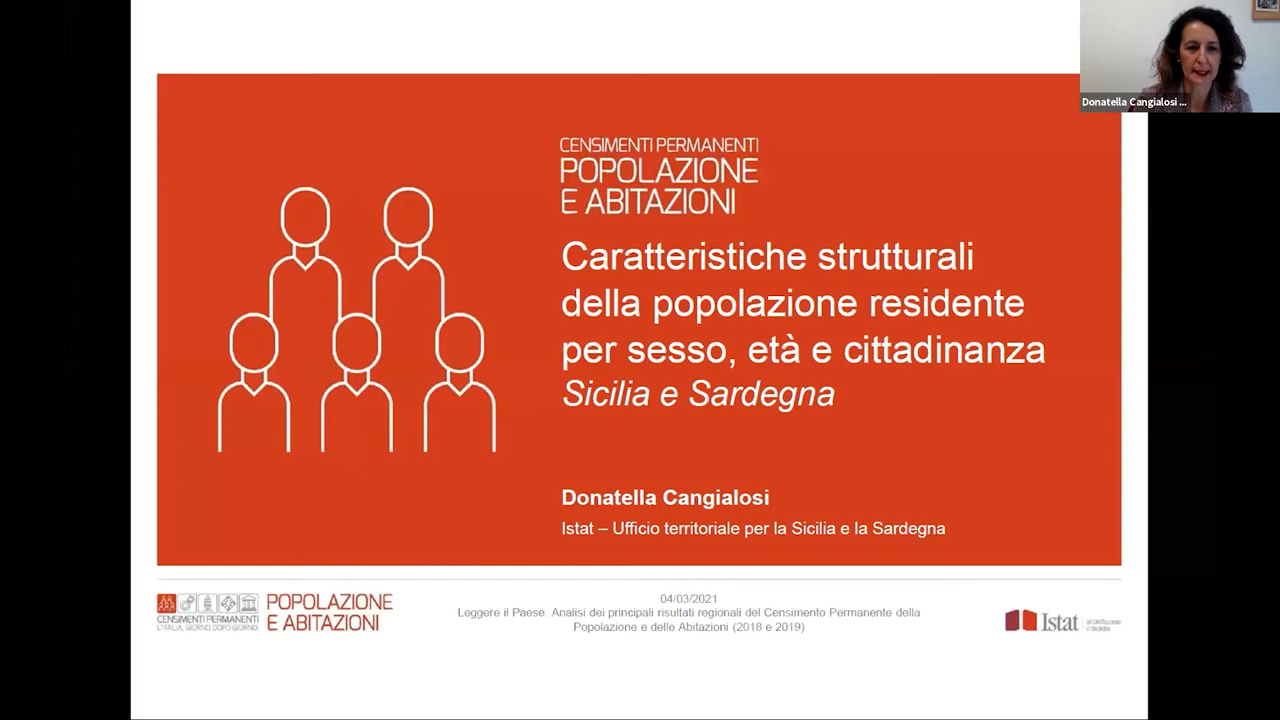 Donatella Cangialosi ...
CENSIMENTI PERMANENTI
POPOLAZIONE
E ABITAZIONI
Caratteristiche strutturali
della popolazione residente
per sesso, età e cittadinanza
Sicilia e Sardegna
Donatella Cangialosi
Istat – Ufficio territoriale per la Sicilia e la Sardegna
CENSIMENTI PERMANENTI
L'ITALIA, GIORNO DOPO GIORNO.
POPOLAZIONE
E ABITAZIONI
04/03/2021
Leggere il Paese. Analisi dei principali risultati regionali del Censimento Permanente della
Popolazione e delle Abitazioni (2018 e 2019)
Istat